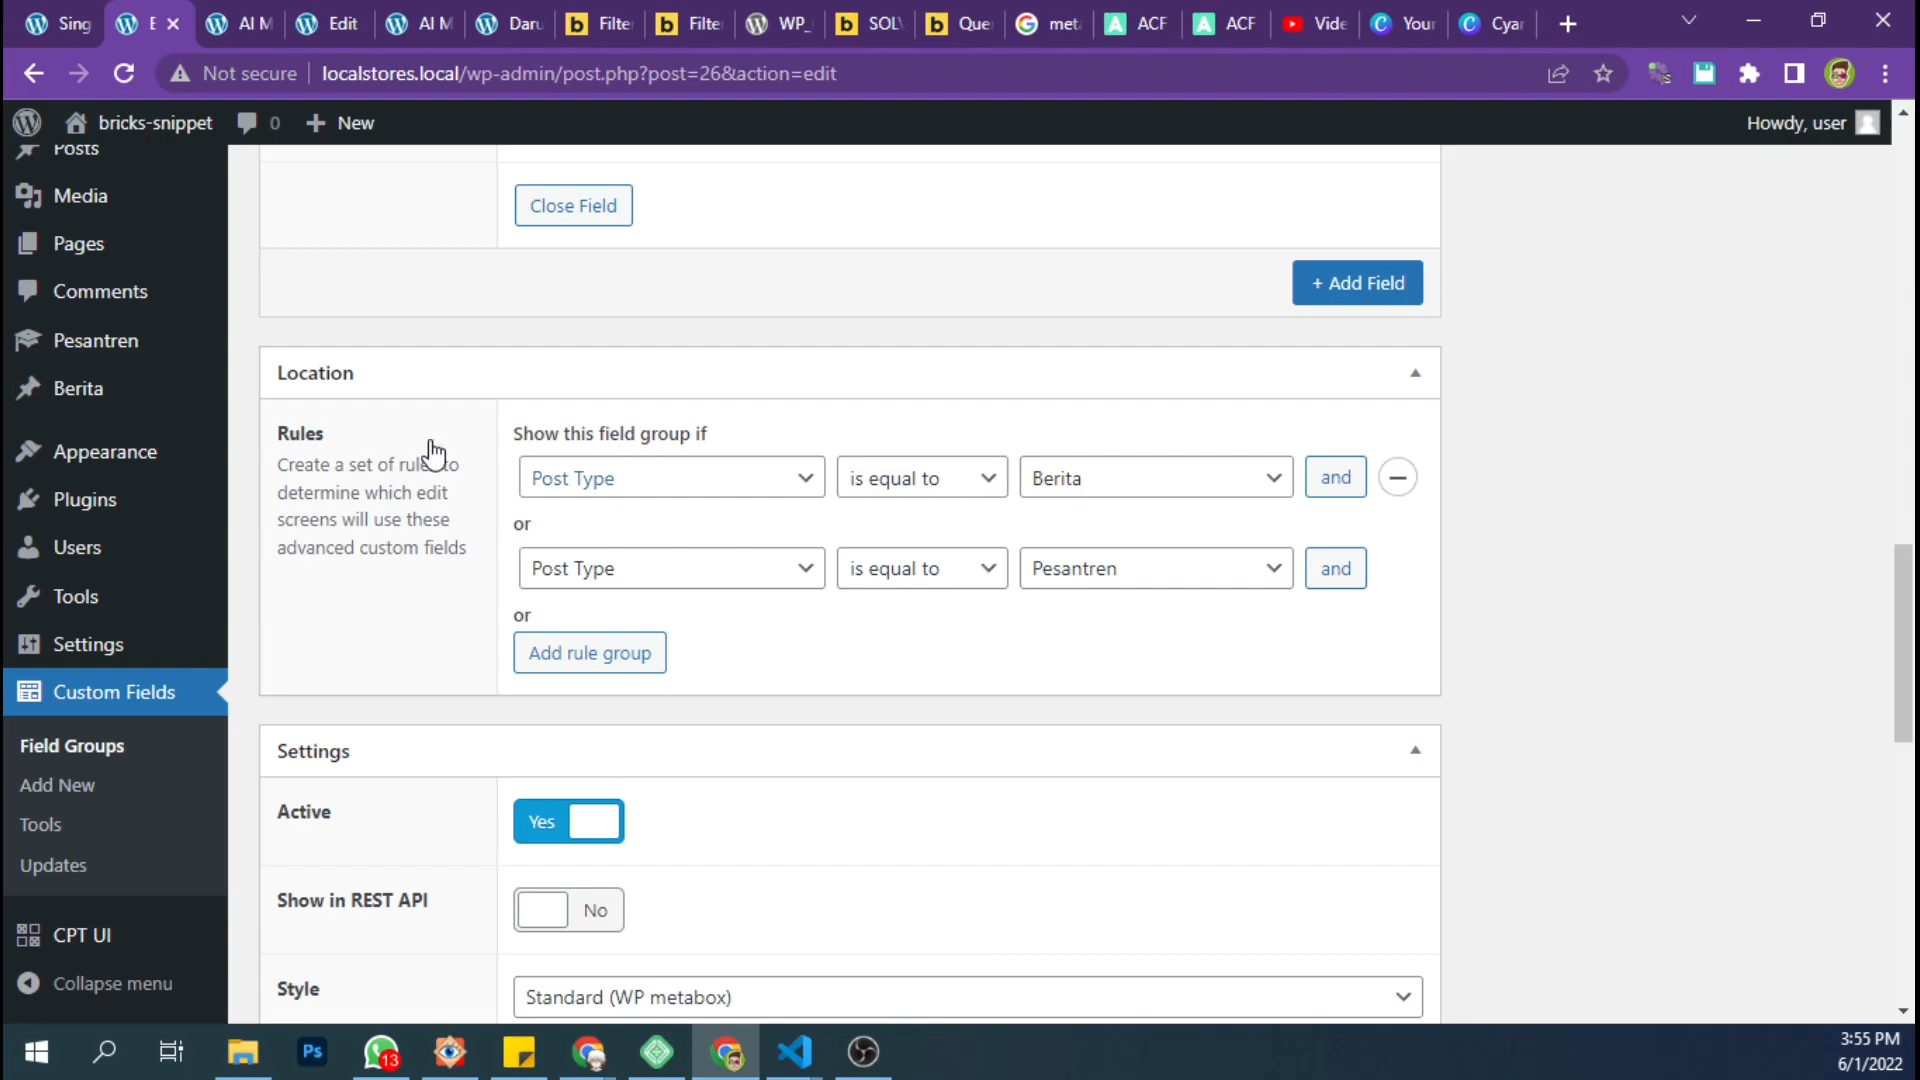 Sing
E
AI M
Edit
AI M
Daru
Filte
Filte
WP_
SOL
Que
meta
ACF
ACF
Vide
Your
Cyan
Not secure
localstores.local/wp-admin/post.php?post=26&action=edit
bricks-snippet
0
New
Howdy, user
Posts
Media
Pages
Comments
Pesantren
Berita
Appearance
Plugins
Users
Tools
Settings
Custom Fields
Field Groups
Add New
Tools
Updates
CPT UI
Collapse menu
Close Field
+ Add Field
Location
Rules
Create a set of rules to
determine which edit
screens will use these
advanced custom fields
Show this field group if
Post Type is equal to Berita and
or
Post Type is equal to Pesantren and
or
Add rule group
Settings
Active
Yes
Show in REST API
No
Style
Standard (WP metabox)
Ps
13
3:55 PM
6/1/2022